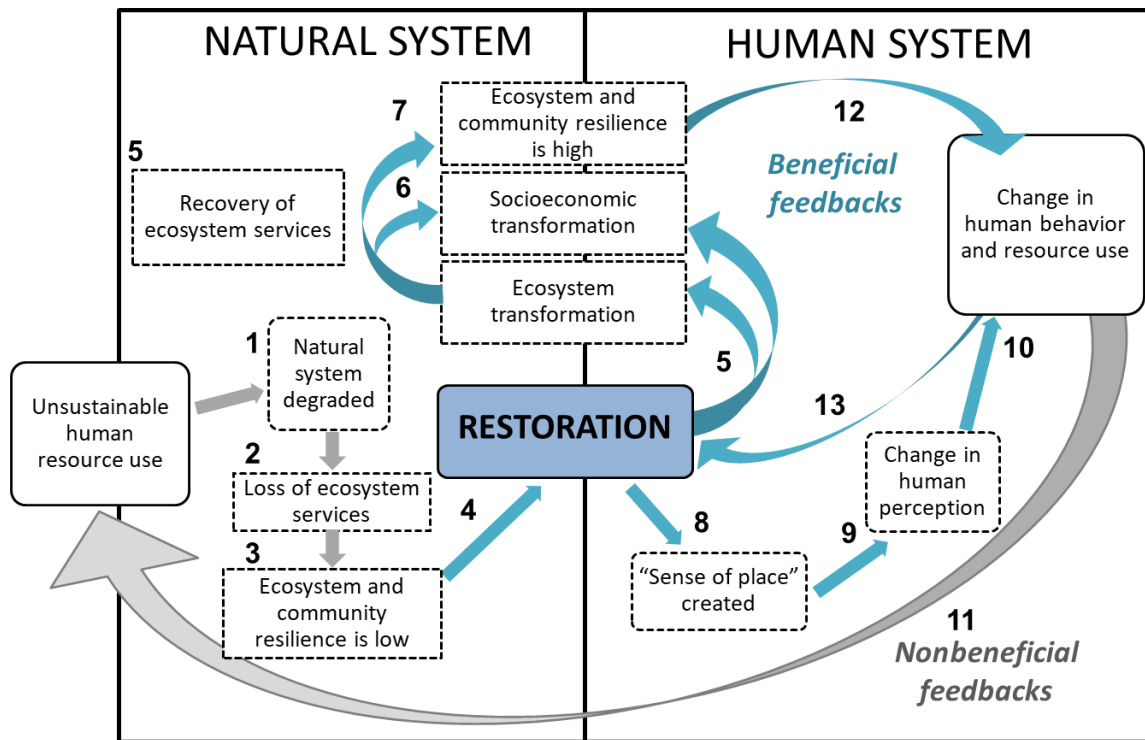 NATURAL SYSTEM
HUMAN SYSTEM
7
Ecosystem and
community resilience
is high
12
5
Recovery of
ecosystem services
6
Socioeconomic
transformation
Beneficial
feedbacks
Change in
human behavior
and resource use
Ecosystem
transformation
1
Natural
system
degraded
5
10
Unsustainable
human
resource use
RESTORATION
13
2
Loss of ecosystem
services
4
Change in
human
perception
3
Ecosystem and
community
resilience is low
8
9
“Sense of place”
created
11
Nonbeneficial
feedbacks